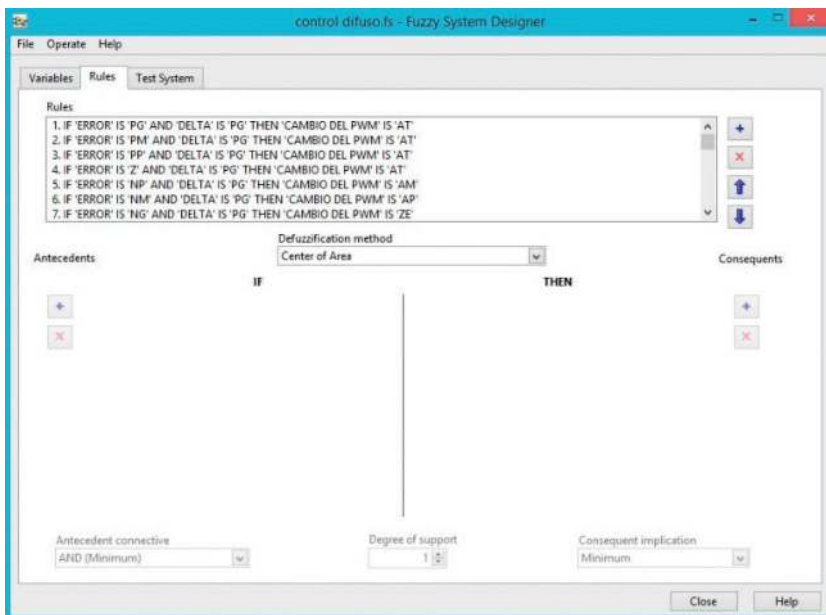 control difuso.fs - Fuzzy System Designer
File Operate Help
Variables Rules Test System
Rules
1. IF 'ERROR' IS 'PG' AND 'DELTA' IS 'PG' THEN 'CAMBIO DEL PWM' IS 'AT'
2. IF 'ERROR' IS 'PM' AND 'DELTA' IS 'PG' THEN 'CAMBIO DEL PWM' IS 'AT'
3. IF 'ERROR' IS 'PP' AND 'DELTA' IS 'PG' THEN 'CAMBIO DEL PWM' IS 'AT'
4. IF 'ERROR' IS 'Z' AND 'DELTA' IS 'PG' THEN 'CAMBIO DEL PWM' IS 'AT'
5. IF 'ERROR' IS 'NP' AND 'DELTA' IS 'PG' THEN 'CAMBIO DEL PWM' IS 'AM'
6. IF 'ERROR' IS 'NM' AND 'DELTA' IS 'PG' THEN 'CAMBIO DEL PWM' IS 'AP'
7. IF 'ERROR' IS 'NG' AND 'DELTA' IS 'PG' THEN 'CAMBIO DEL PWM' IS 'ZE'
Defuzzification method
Center of Area
Antecedents
Consequents
IF THEN
Antecedent connective
AND (Minimum)
Degree of support
1
Consequent implication
Minimum
Close Help